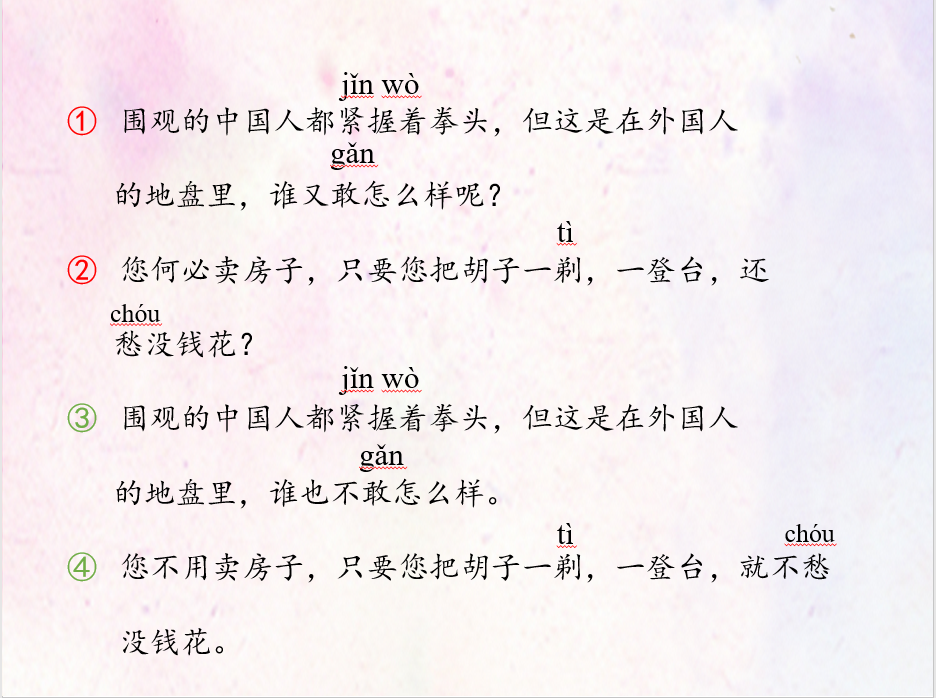 jǐn wò
① 围观的中国人都紧握着拳头，但这是在外国人
gǎn
的地盘里，谁又敢怎么样呢？
tì
② 您何必卖房子，只要您把胡子一剃，一登台，还
chóu
愁没钱花？
jǐn wò
③ 围观的中国人都紧握着拳头，但这是在外国人
gǎn
的地盘里，谁也不敢怎么样。
tì chóu
④ 您不用卖房子，只要您把胡子一剃，一登台，就不愁
没钱花。